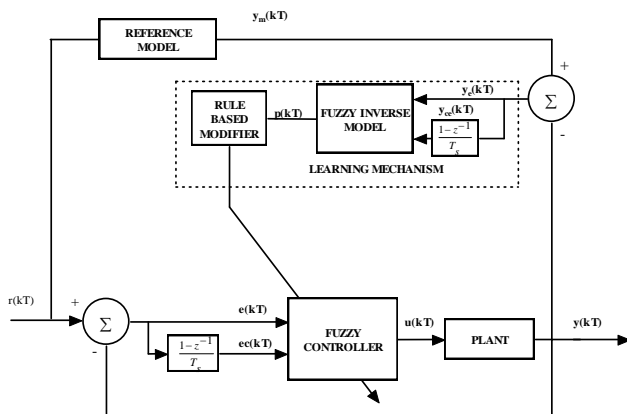 y_m(kT)
REFERENCE
MODEL
+
y_e(kT)
RULE
BASED
MODIFIER
p(kT)
FUZZY INVERSE
MODEL
y_ce(kT)
Σ
1-z^{-1}
T_s
-
LEARNING MECHANISM
r(kT)
+
Σ
e(kT)
FUZZY
CONTROLLER
u(kT)
PLANT
y(kT)
-
1-z^{-1}
T_s
ec(kT)